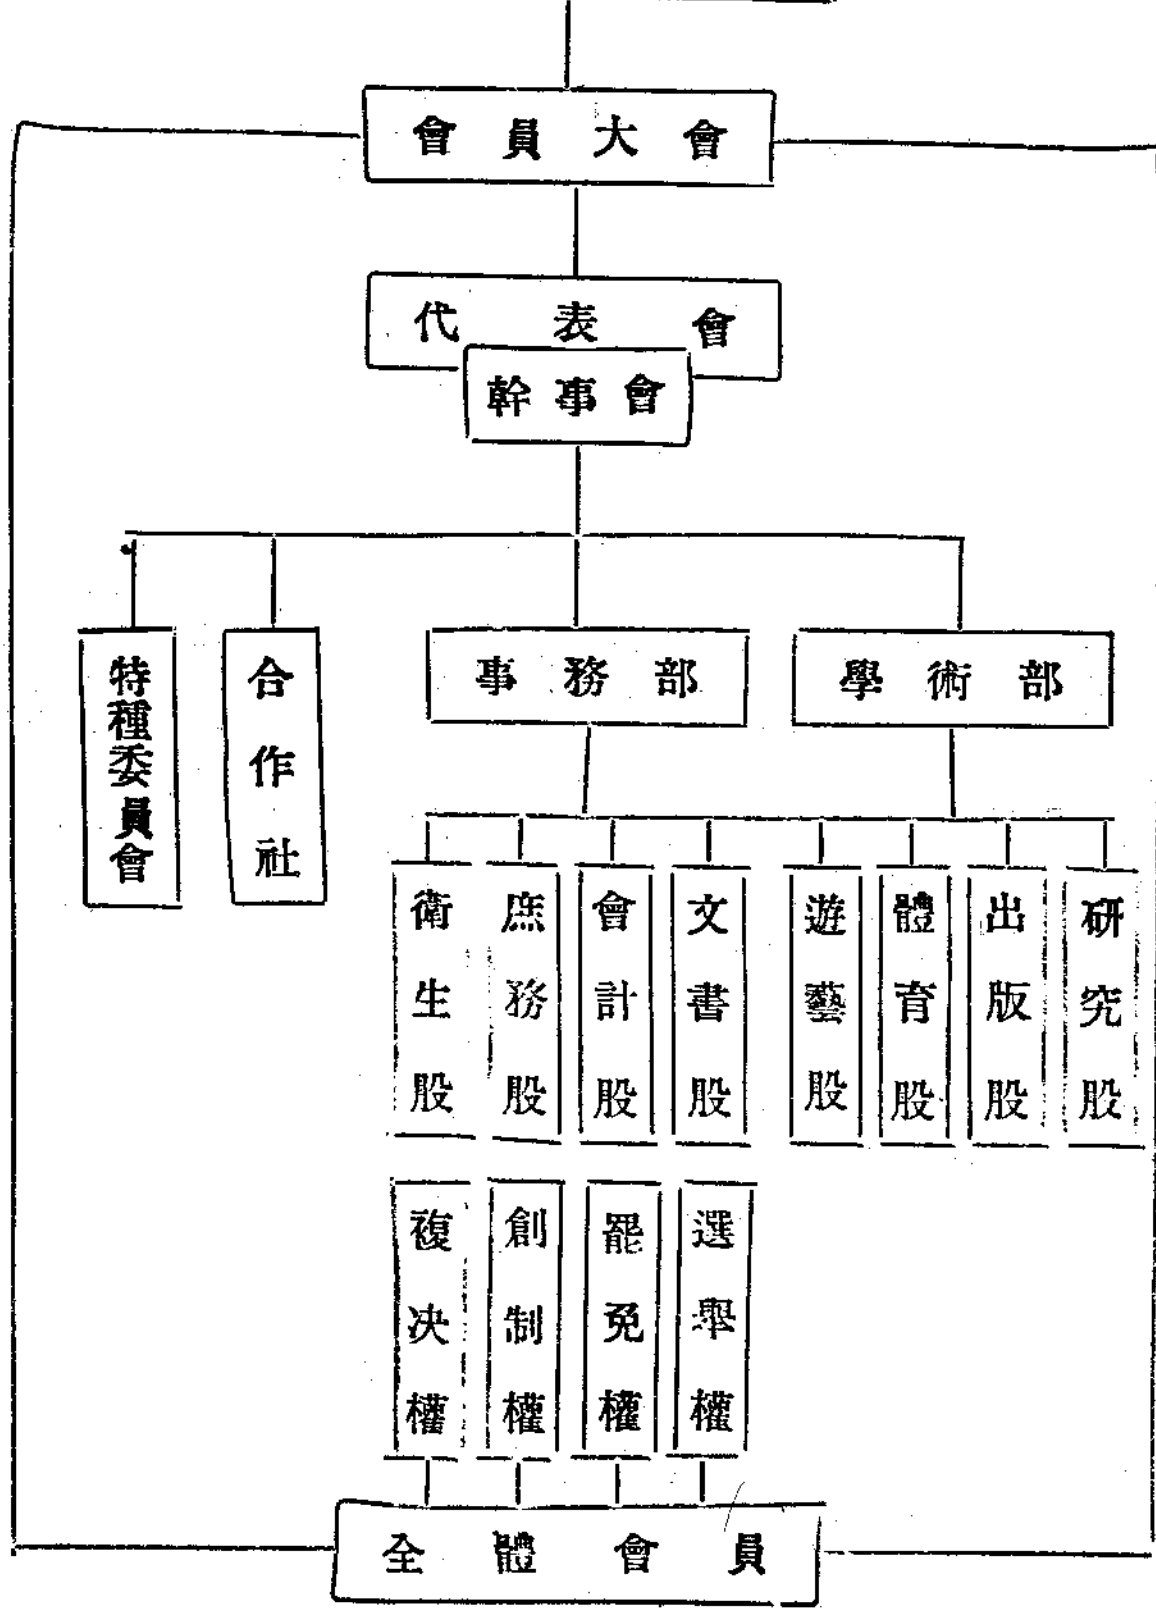 會員大會
代表會
幹事會
特種委員會
合作社
事務部
學術部
衛生股
庶務股
會計股
文書股
遊藝股
體育股
出版股
研究股
複决權
創制權
罷免權
選舉權
全體會員